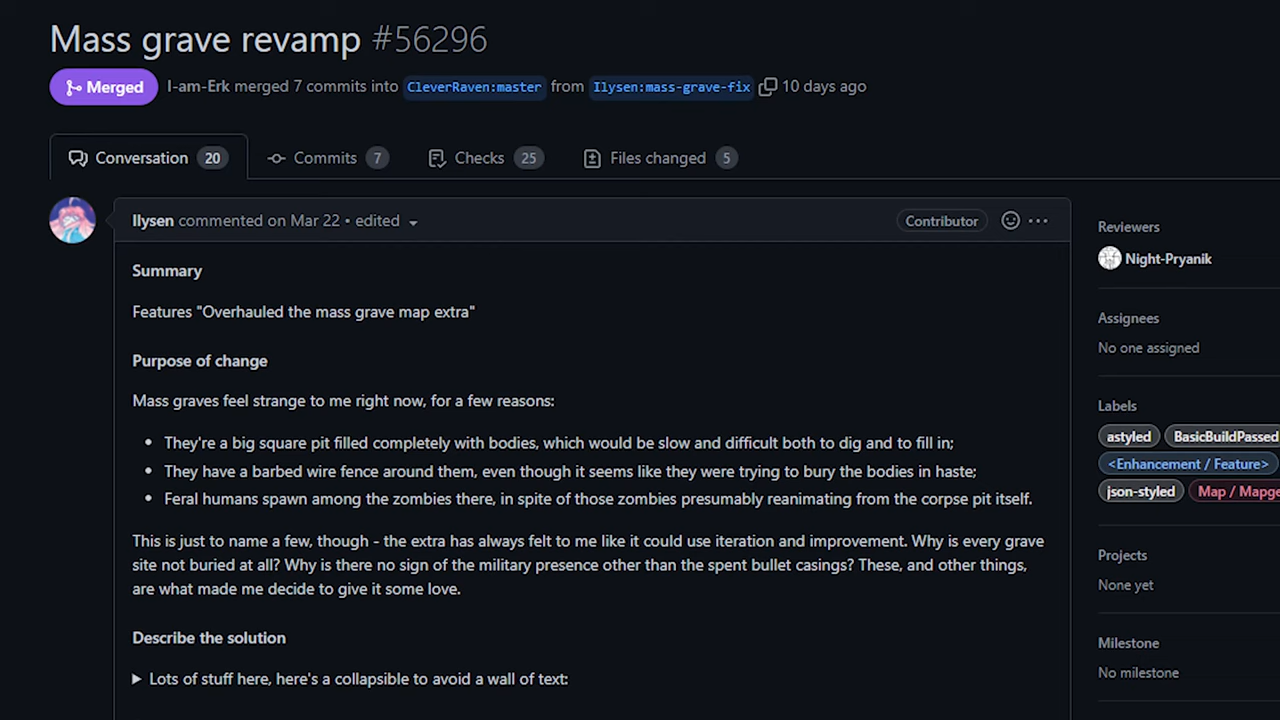 Mass grave revamp #56296
Merged I-am-Erk merged 7 commits into CleverRaven:master from Ilysen:mass-grave-fix 10 days ago
Conversation 20 Commits 7 Checks 25 Files changed 5
Ilysen commented on Mar 22 • edited Contributor
Summary
Features "Overhauled the mass grave map extra"
Purpose of change
Mass graves feel strange to me right now, for a few reasons:
• They're a big square pit filled completely with bodies, which would be slow and difficult both to dig and to fill in;
• They have a barbed wire fence around them, even though it seems like they were trying to bury the bodies in haste;
• Feral humans spawn among the zombies there, in spite of those zombies presumably reanimating from the corpse pit itself.
This is just to name a few, though - the extra has always felt to me like it could use iteration and improvement. Why is every grave
site not buried at all? Why is there no sign of the military presence other than the spent bullet casings? These, and other things,
are what made me decide to give it some love.
Describe the solution
Lots of stuff here, here's a collapsible to avoid a wall of text:
Reviewers
Night-Pryanik
Assignees
No one assigned
Labels
astyled BasicBuildPassed
<Enhancement / Feature>
json-styled Map / Mapge
Projects
None yet
Milestone
No milestone